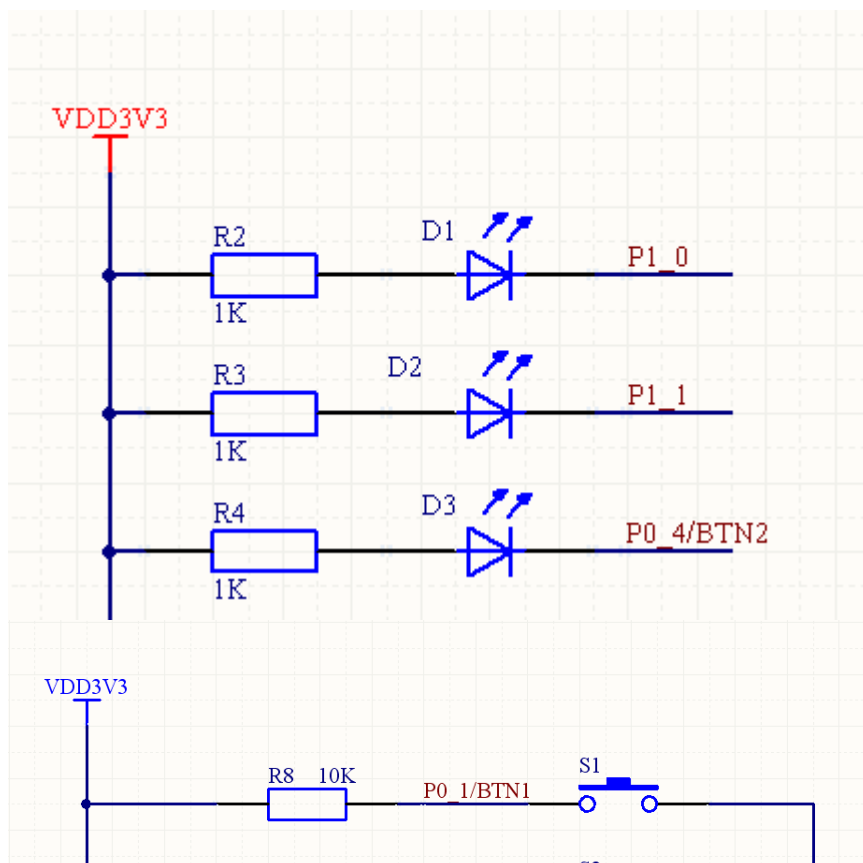 VDD3V3
R2
1K
D1
P1_0
R3
1K
D2
P1_1
R4
1K
D3
P0_4/BTN2
VDD3V3
R8 10K
P0_1/BTN1
S1